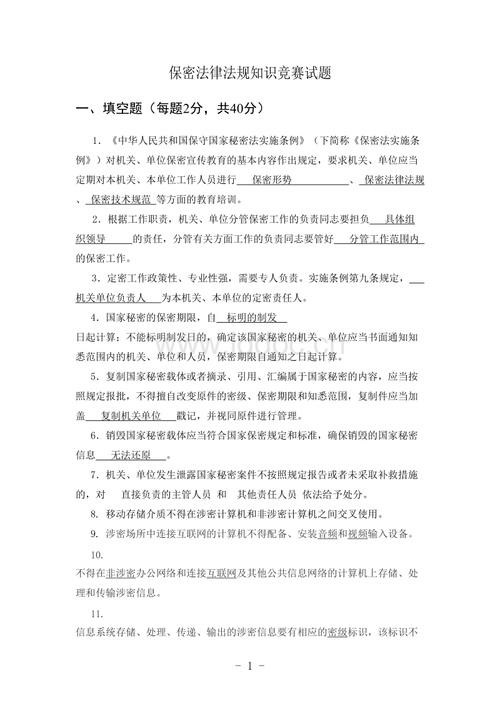 保密法律法规知识竞赛试题
一、填空题（每题2分，共40分）
1．《中华人民共和国保守国家秘密法实施条例》（下简称《保密法实施条
例》）对机关、单位保密宣传教育的基本内容作出规定，要求机关、单位应当
定期对本机关、本单位工作人员进行 保密形势 、 保密法律法规
、 保密技术规范 等方面的教育培训。
2．根据工作职责，机关、单位分管保密工作的负责同志要担负 具体组
织领导 的责任，分管有关方面工作的负责同志要管好 分管工作范围内
的保密工作。
3．定密工作政策性、专业性强，需要专人负责。实施条例第九条规定，
机关单位负责人 为本机关、本单位的定密责任人。
4．国家秘密的保密期限，自 标明的制发
日起计算；不能标明制发日的，确定该国家秘密的机关、单位应当书面通知知
悉范围内的机关、单位和人员，保密期限自通知之日起计算。
5．复制国家秘密载体或者摘录、引用、汇编属于国家秘密的内容，应当按
照规定报批，不得擅自改变原件的密级、保密期限和知悉范围，复制件应当加
盖 复制机关单位 戳记，并视同原件进行管理。
6．销毁国家秘密载体应当符合国家保密规定和标准，确保销毁的国家秘密
信息 无法还原 。
7．机关、单位发生泄露国家秘密案件不按照规定报告或者未采取补救措施
的，对 直接负责的主管人员 和 其他责任人员 依法给予处分。
8. 移动存储介质不得在涉密计算机和非涉密计算机之间交叉使用。
9. 涉密场所中连接互联网的计算机不得配备、安装音频和视频输入设备。
10.
不得在非涉密办公网络和连接互联网及其他公共信息网络的计算机上存储、处
理和传输涉密信息。
11.
信息系统存储、处理、传递、输出的涉密信息要有相应的密级标识，该标识不
- 1 -